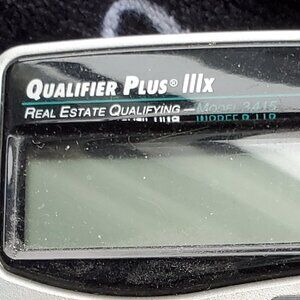 QUALIFIER PLUS® IIIx
REAL ESTATE QUALIFYING — MODEL 3415